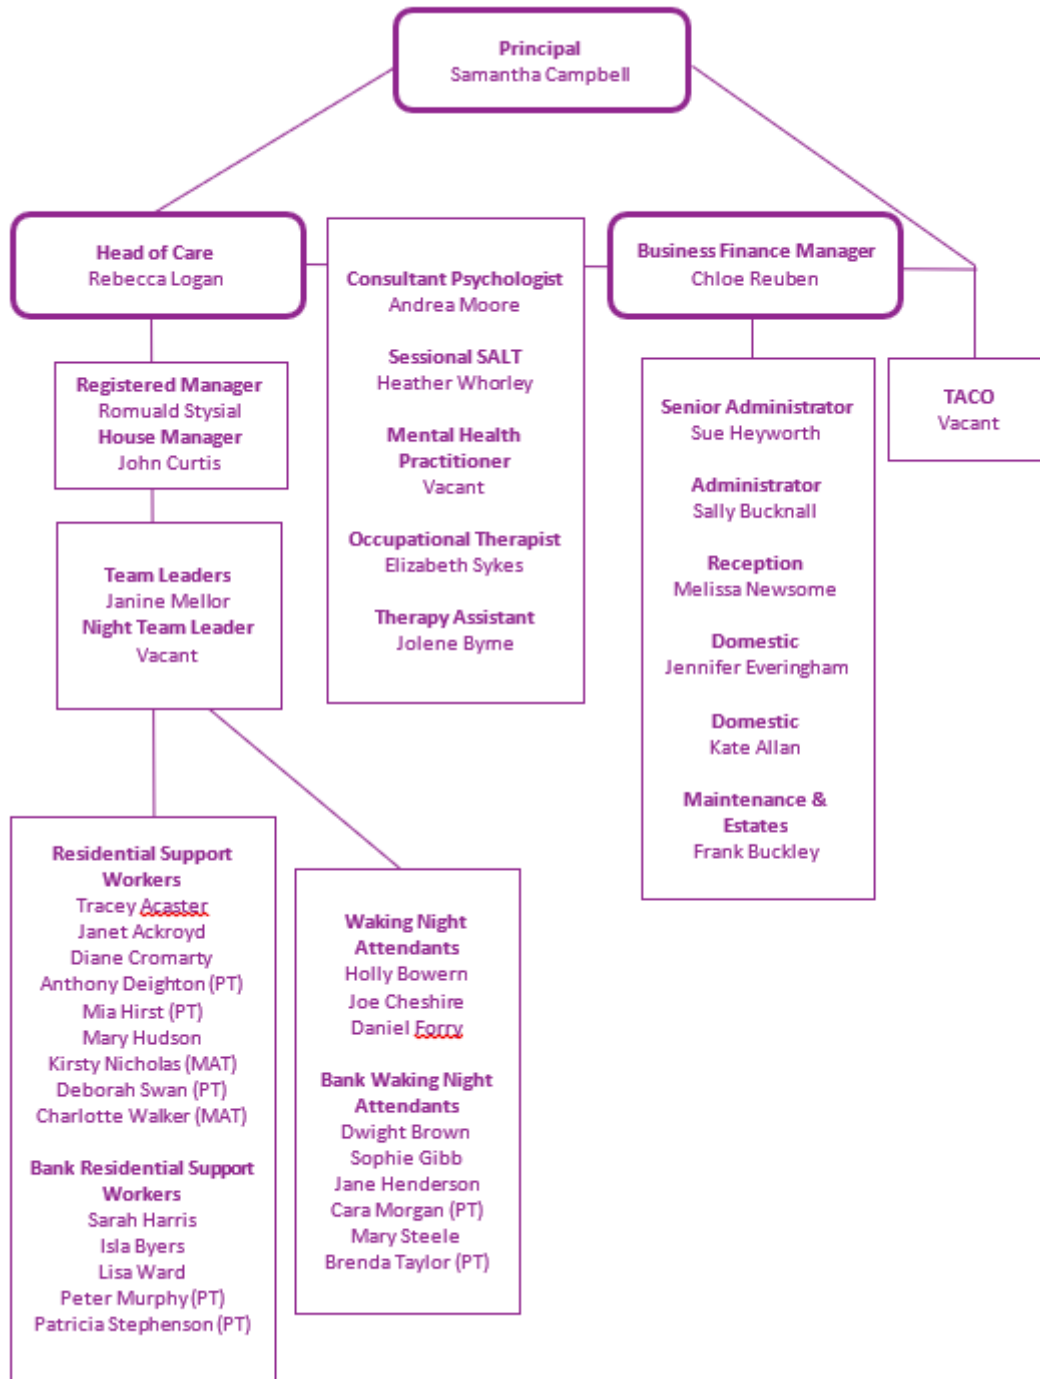 Principal
Samantha Campbell
Head of Care
Rebecca Logan
Consultant Psychologist
Andrea Moore
Sessional SALT
Heather Whorley
Mental Health
Practitioner
Vacant
Occupational Therapist
Elizabeth Sykes
Therapy Assistant
Jolene Byrne
Business Finance Manager
Chloe Reuben
TACO
Vacant
Registered Manager
Romuald Stysial
House Manager
John Curtis
Team Leaders
Janine Mellor
Night Team Leader
Vacant
Senior Administrator
Sue Heyworth
Administrator
Sally Bucknall
Reception
Melissa Newsome
Domestic
Jennifer Everingham
Domestic
Kate Allan
Maintenance &
Estates
Frank Buckley
Residential Support
Workers
Tracey Acaster
Janet Ackroyd
Diane Cromarty
Anthony Deighton (PT)
Mia Hirst (PT)
Mary Hudson
Kirsty Nicholas (MAT)
Deborah Swan (PT)
Charlotte Walker (MAT)
Bank Residential Support
Workers
Sarah Harris
Isla Byers
Lisa Ward
Peter Murphy (PT)
Patricia Stephenson (PT)
Waking Night
Attendants
Holly Bowern
Joe Cheshire
Daniel Forry
Bank Waking Night
Attendants
Dwight Brown
Sophie Gibb
Jane Henderson
Cara Morgan (PT)
Mary Steele
Brenda Taylor (PT)